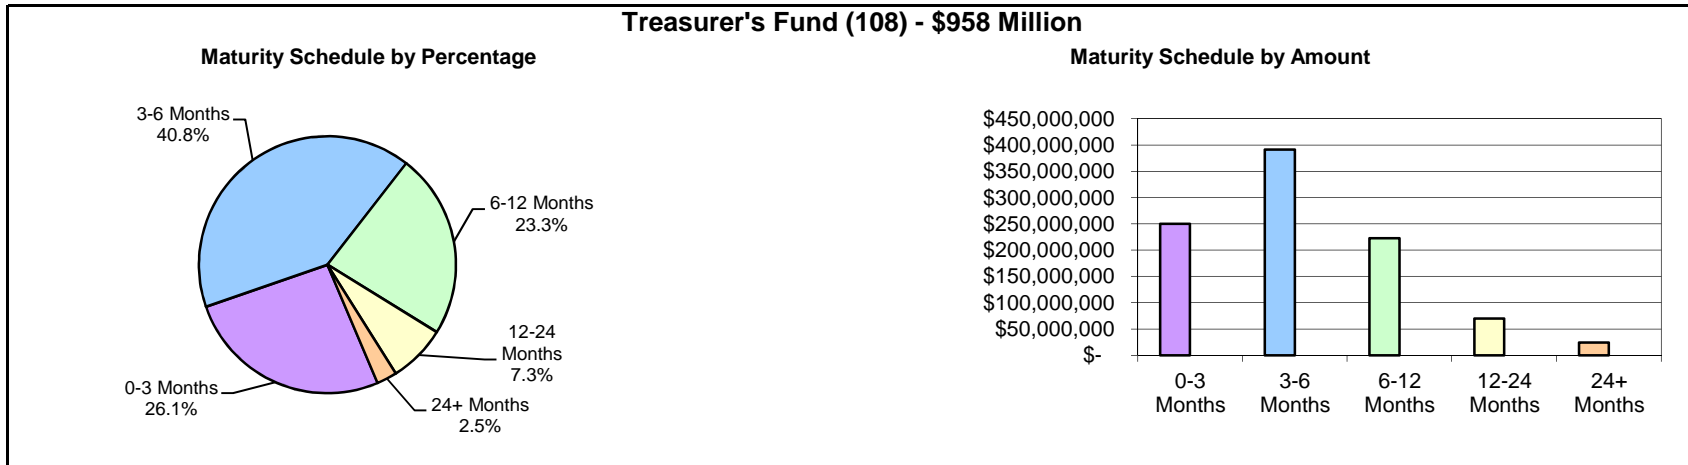 Treasurer's Fund (108) - $958 Million
Maturity Schedule by Percentage
3-6 Months
40.8%
6-12 Months
23.3%
12-24
Months
7.3%
24+ Months
2.5%
0-3 Months
26.1%
Maturity Schedule by Amount
$450,000,000
$400,000,000
$350,000,000
$300,000,000
$250,000,000
$200,000,000
$150,000,000
$100,000,000
$50,000,000
$-
0-3
Months
3-6
Months
6-12
Months
12-24
Months
24+
Months